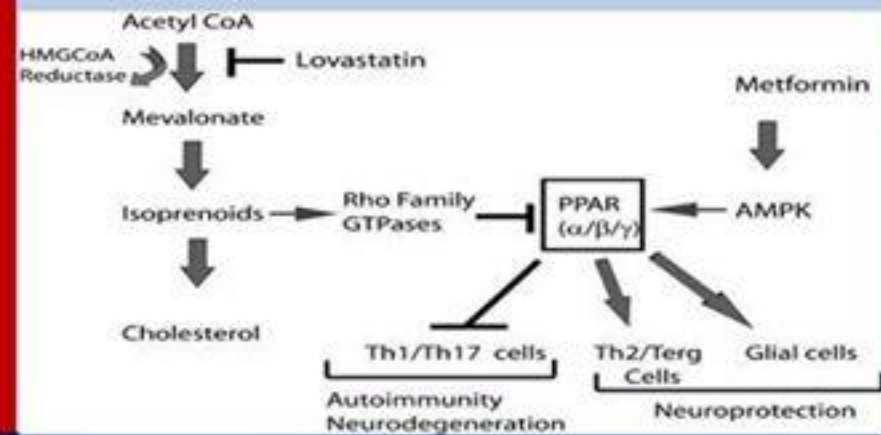 Acetyl CoA
HMGCoA
Reductase
Lovastatin
Metformin
Mevalonate
Isoprenoids
Rho Family
GTPases
PPAR
(α/β/γ)
AMPK
Cholesterol
Th1/Th17 cells
Th2/Terg
Cells
Glial cells
Autoimmunity
Neurodegeneration
Neuroprotection